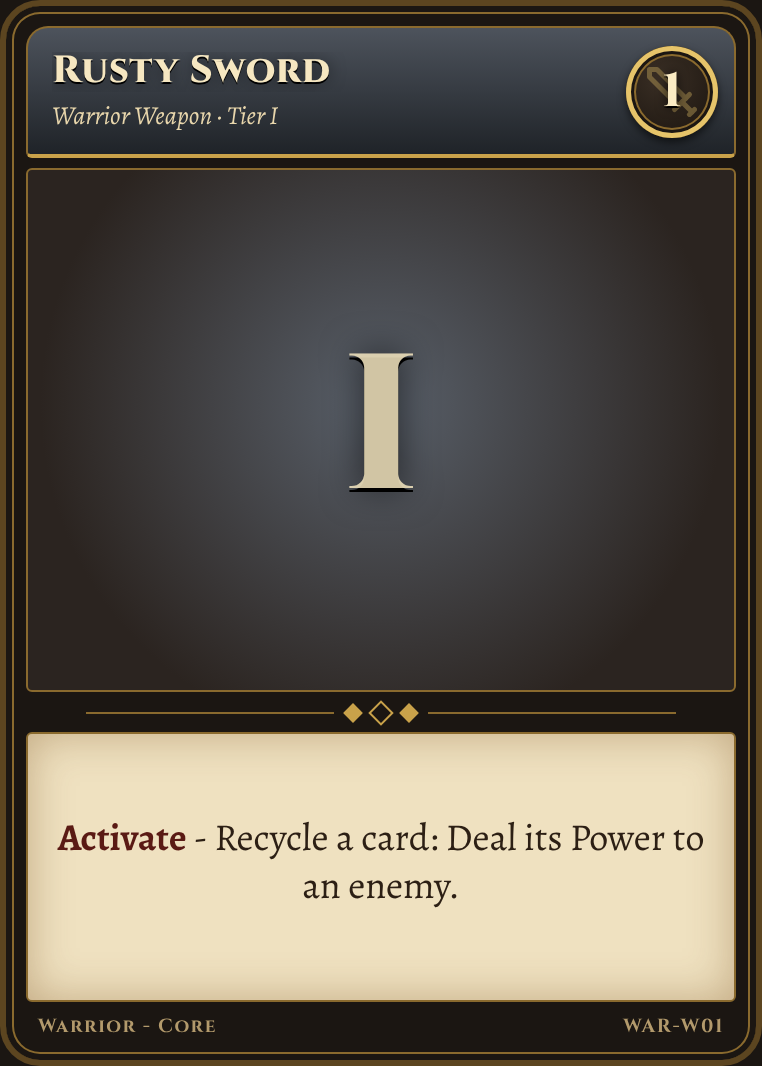 Rusty Sword
Warrior Weapon · Tier I
1
I
Activate - Recycle a card: Deal its Power to
an enemy.
Warrior - Core
WAR-W01